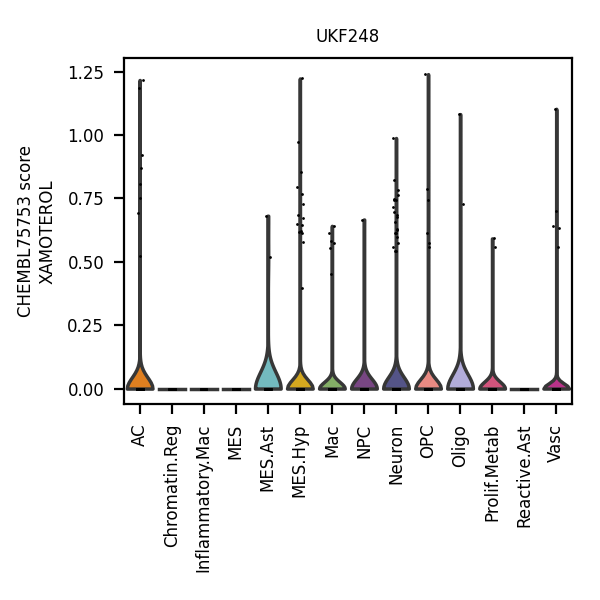 UKF248
CHEMBL75753 score
XAMOTEROL
1.25
1.00
0.75
0.50
0.25
0.00
AC
Chromatin.Reg
Inflammatory.Mac
MES
MES.Ast
MES.Hyp
Mac
NPC
Neuron
OPC
Oligo
Prolif.Metab
Reactive.Ast
Vasc